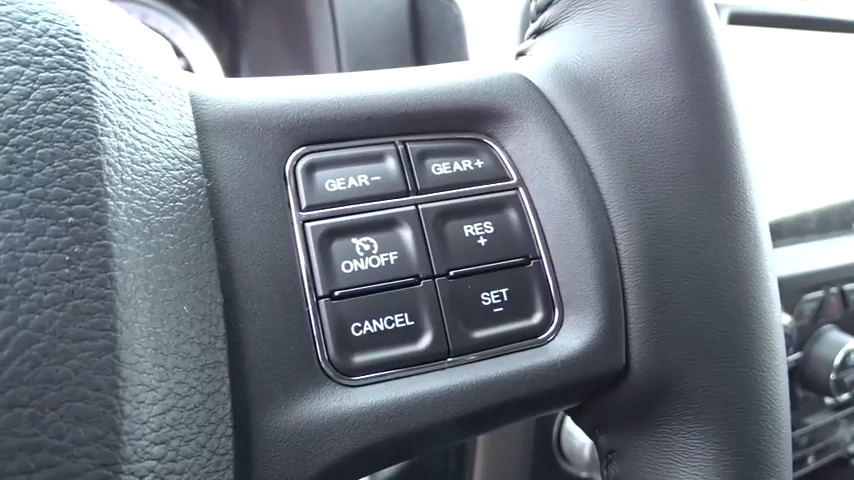 GEAR−
GEAR+
ON/OFF
RES
+
CANCEL
SET
−